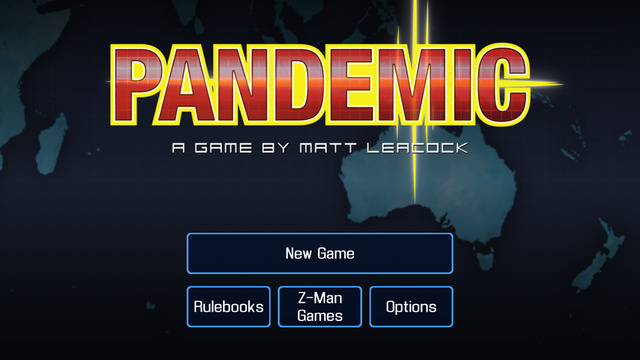 PANDEMIC
A GAME BY MATT LEACOCK
New Game
Rulebooks
Z-Man
Games
Options